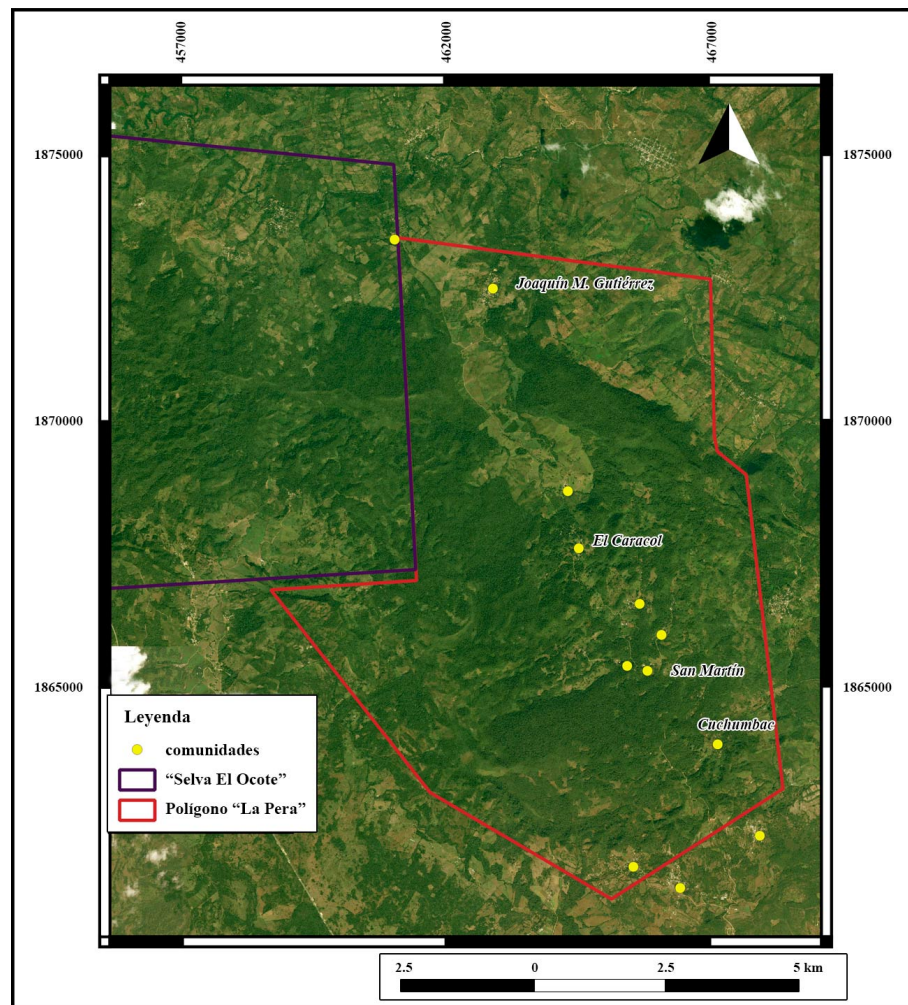 457000
462000
467000
1875000
1875000
Joaquín M. Gutiérrez
1870000
1870000
El Caracol
San Martín
1865000
1865000
Cuchumbac
Leyenda
comunidades
“Selva El Ocote”
Polígono “La Pera”
2.5
0
2.5
5 km